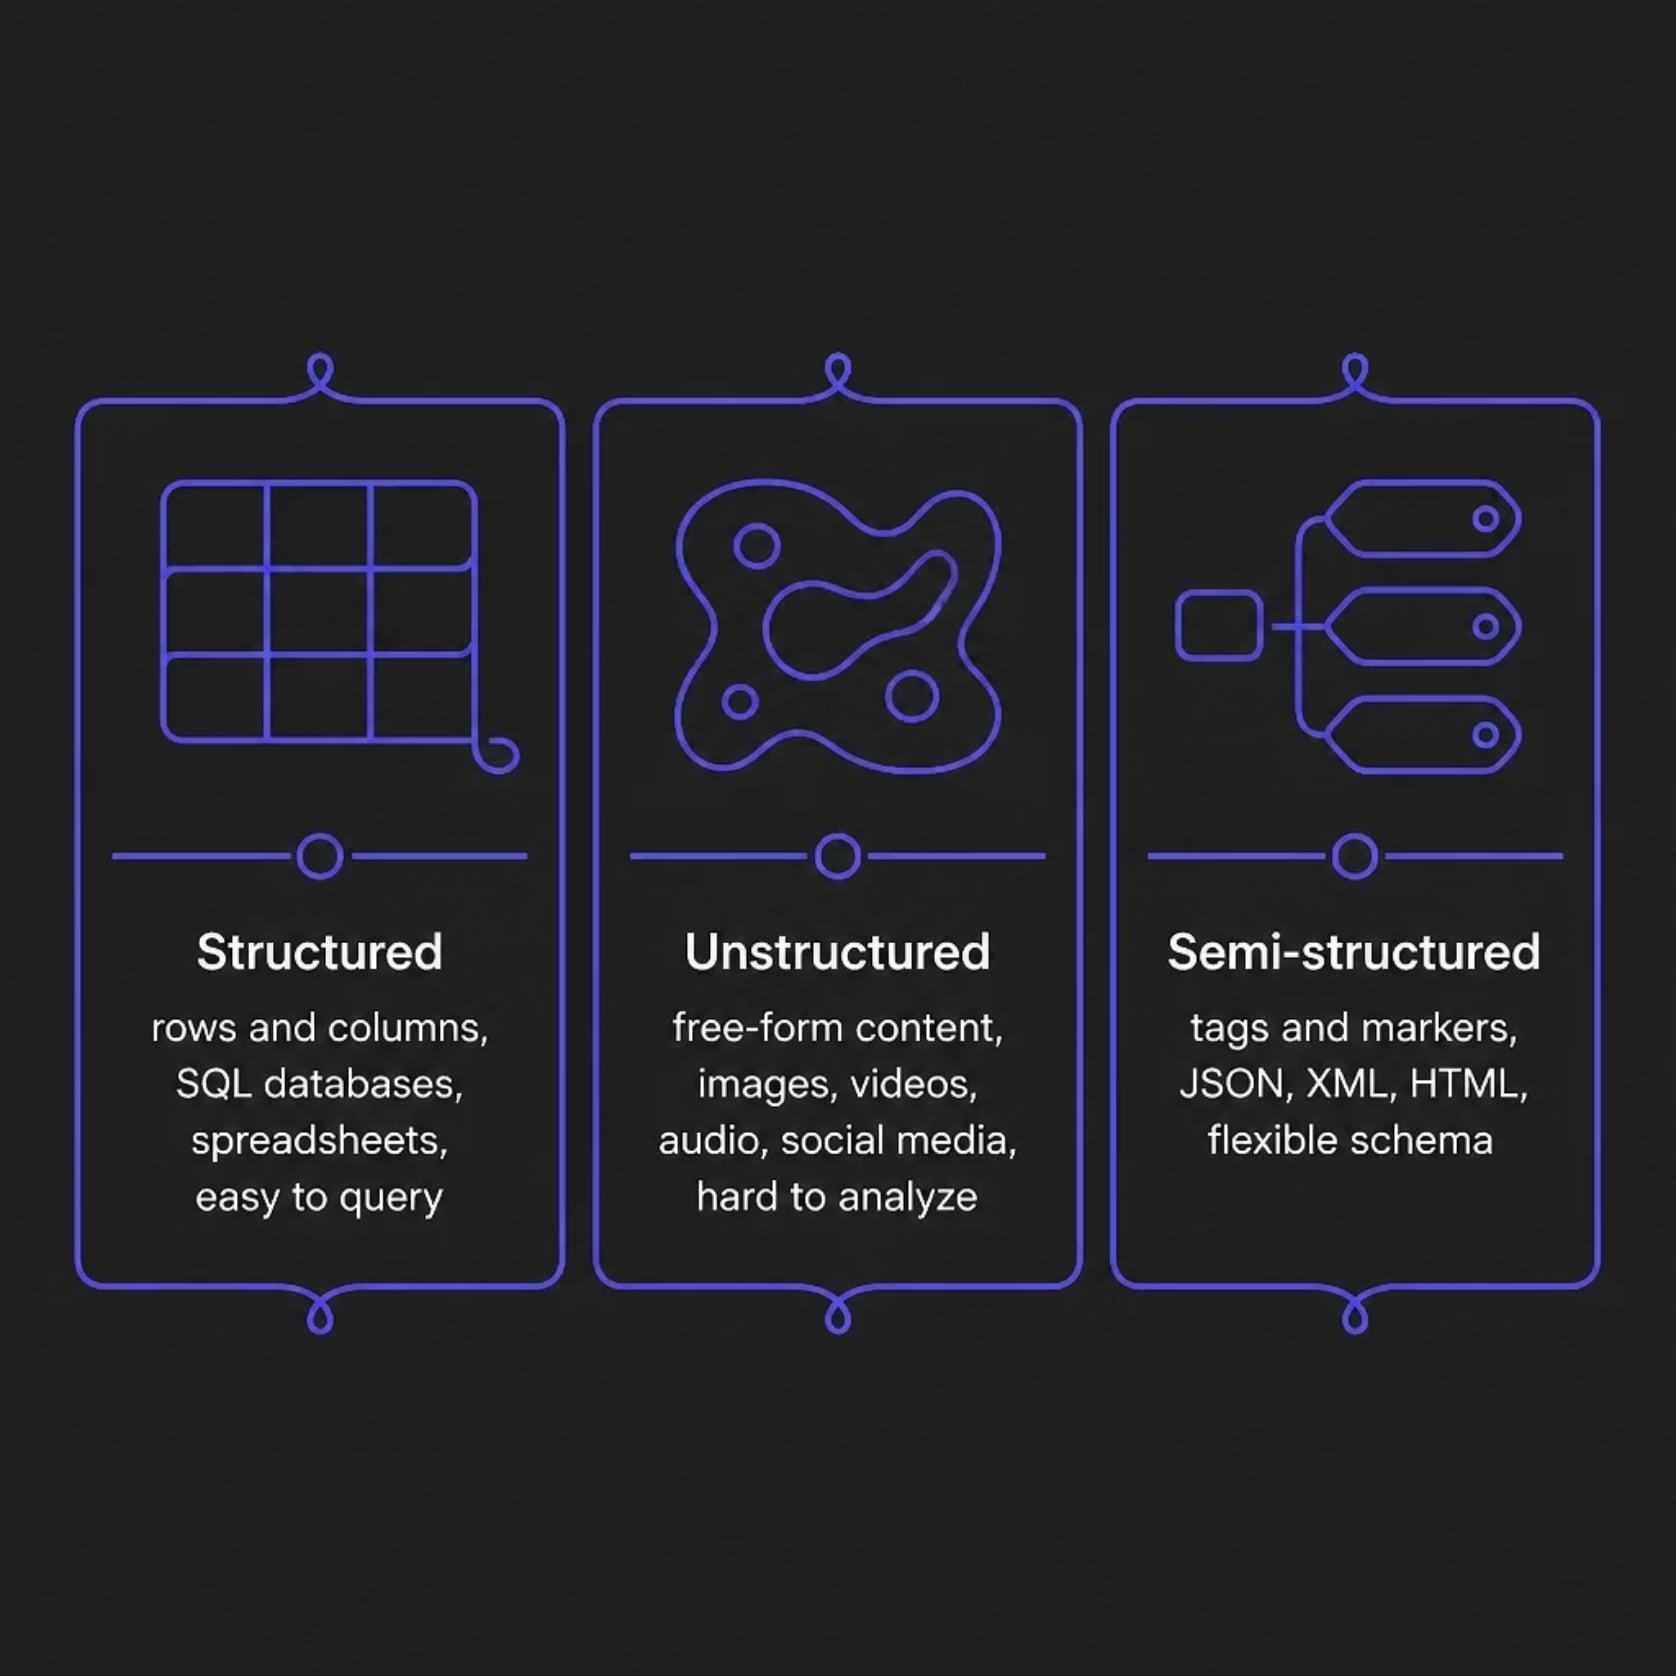 Structured
rows and columns,
SQL databases,
spreadsheets,
easy to query
Unstructured
free-form content,
images, videos,
audio, social media,
hard to analyze
Semi-structured
tags and markers,
JSON, XML, HTML,
flexible schema